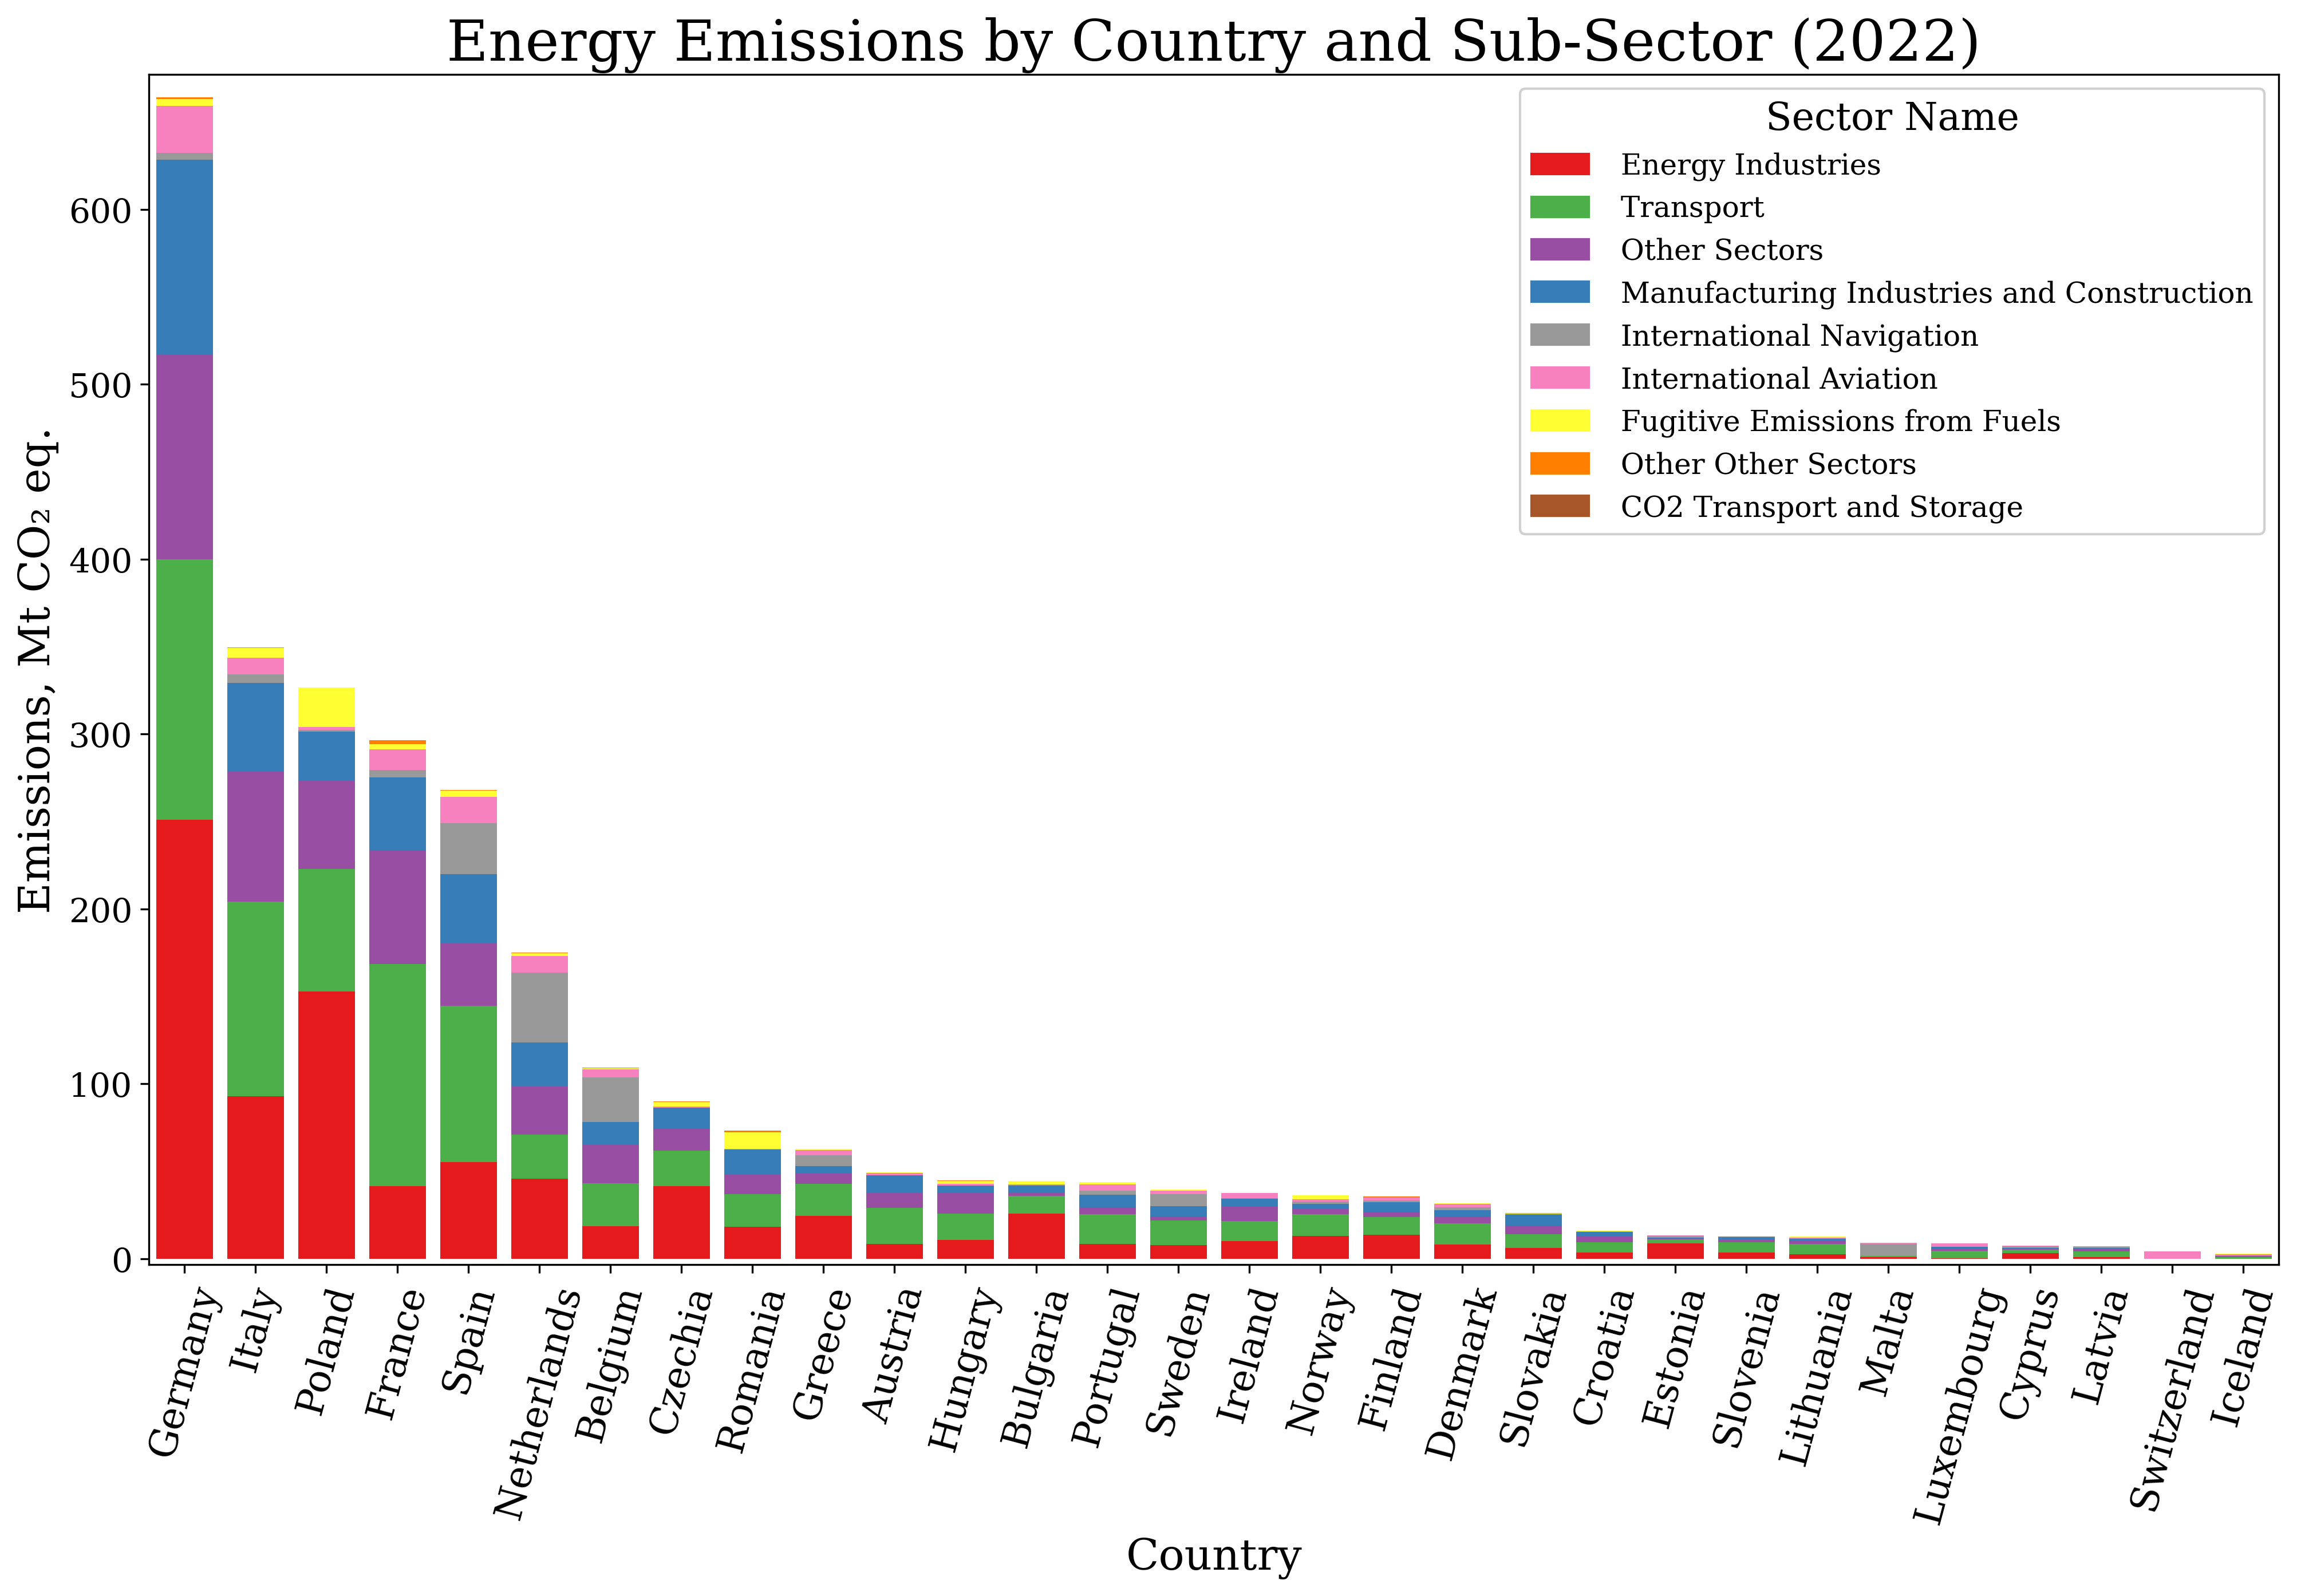 Energy Emissions by Country and Sub-Sector (2022)
Sector Name
Energy Industries
Transport
Other Sectors
Manufacturing Industries and Construction
International Navigation
International Aviation
Fugitive Emissions from Fuels
Other Other Sectors
CO2 Transport and Storage
Emissions, Mt CO₂ eq.
600
500
400
300
200
100
0
Germany
Italy
Poland
France
Spain
Netherlands
Belgium
Czechia
Romania
Greece
Austria
Hungary
Bulgaria
Portugal
Sweden
Ireland
Norway
Finland
Denmark
Slovakia
Croatia
Estonia
Slovenia
Lithuania
Malta
Luxembourg
Cyprus
Latvia
Switzerland
Iceland
Country